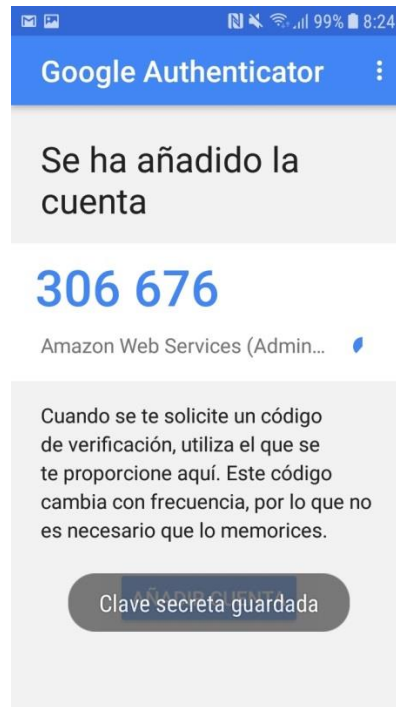 99% 8:24
Google Authenticator
Se ha añadido la
cuenta
306 676
Amazon Web Services (Admin...
Cuando se te solicite un código
de verificación, utiliza el que se
te proporcione aquí. Este código
cambia con frecuencia, por lo que no
es necesario que lo memorices.
AÑADIR CUENTA
Clave secreta guardada